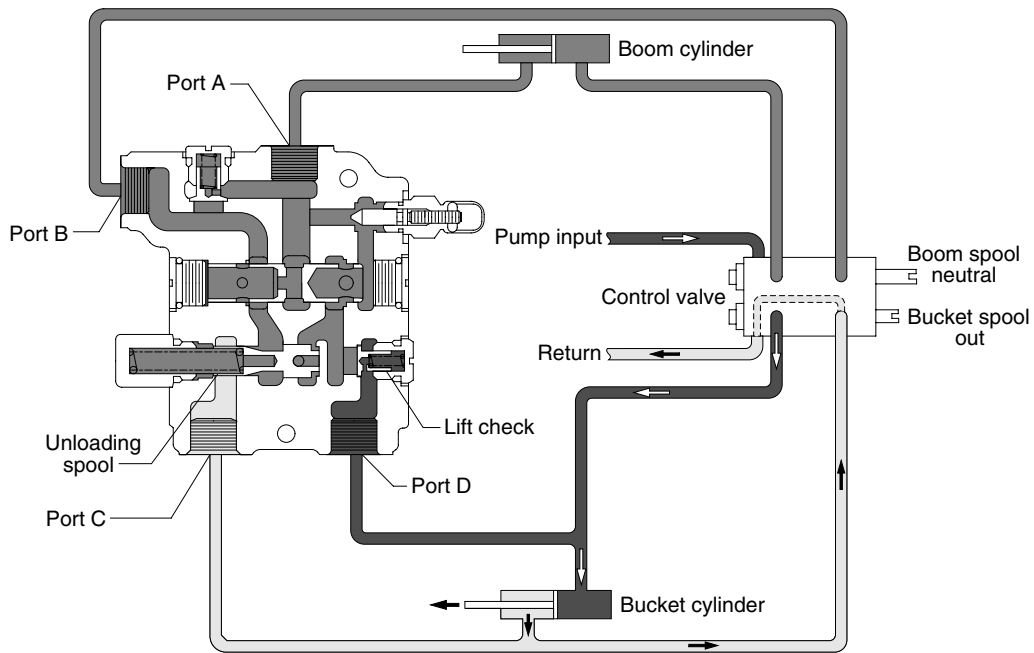 Boom cylinder
Port A
Port B
Pump input
Boom spool
neutral
Control valve
Bucket spool
out
Return
Lift check
Unloading
spool
Port D
Port C
Bucket cylinder